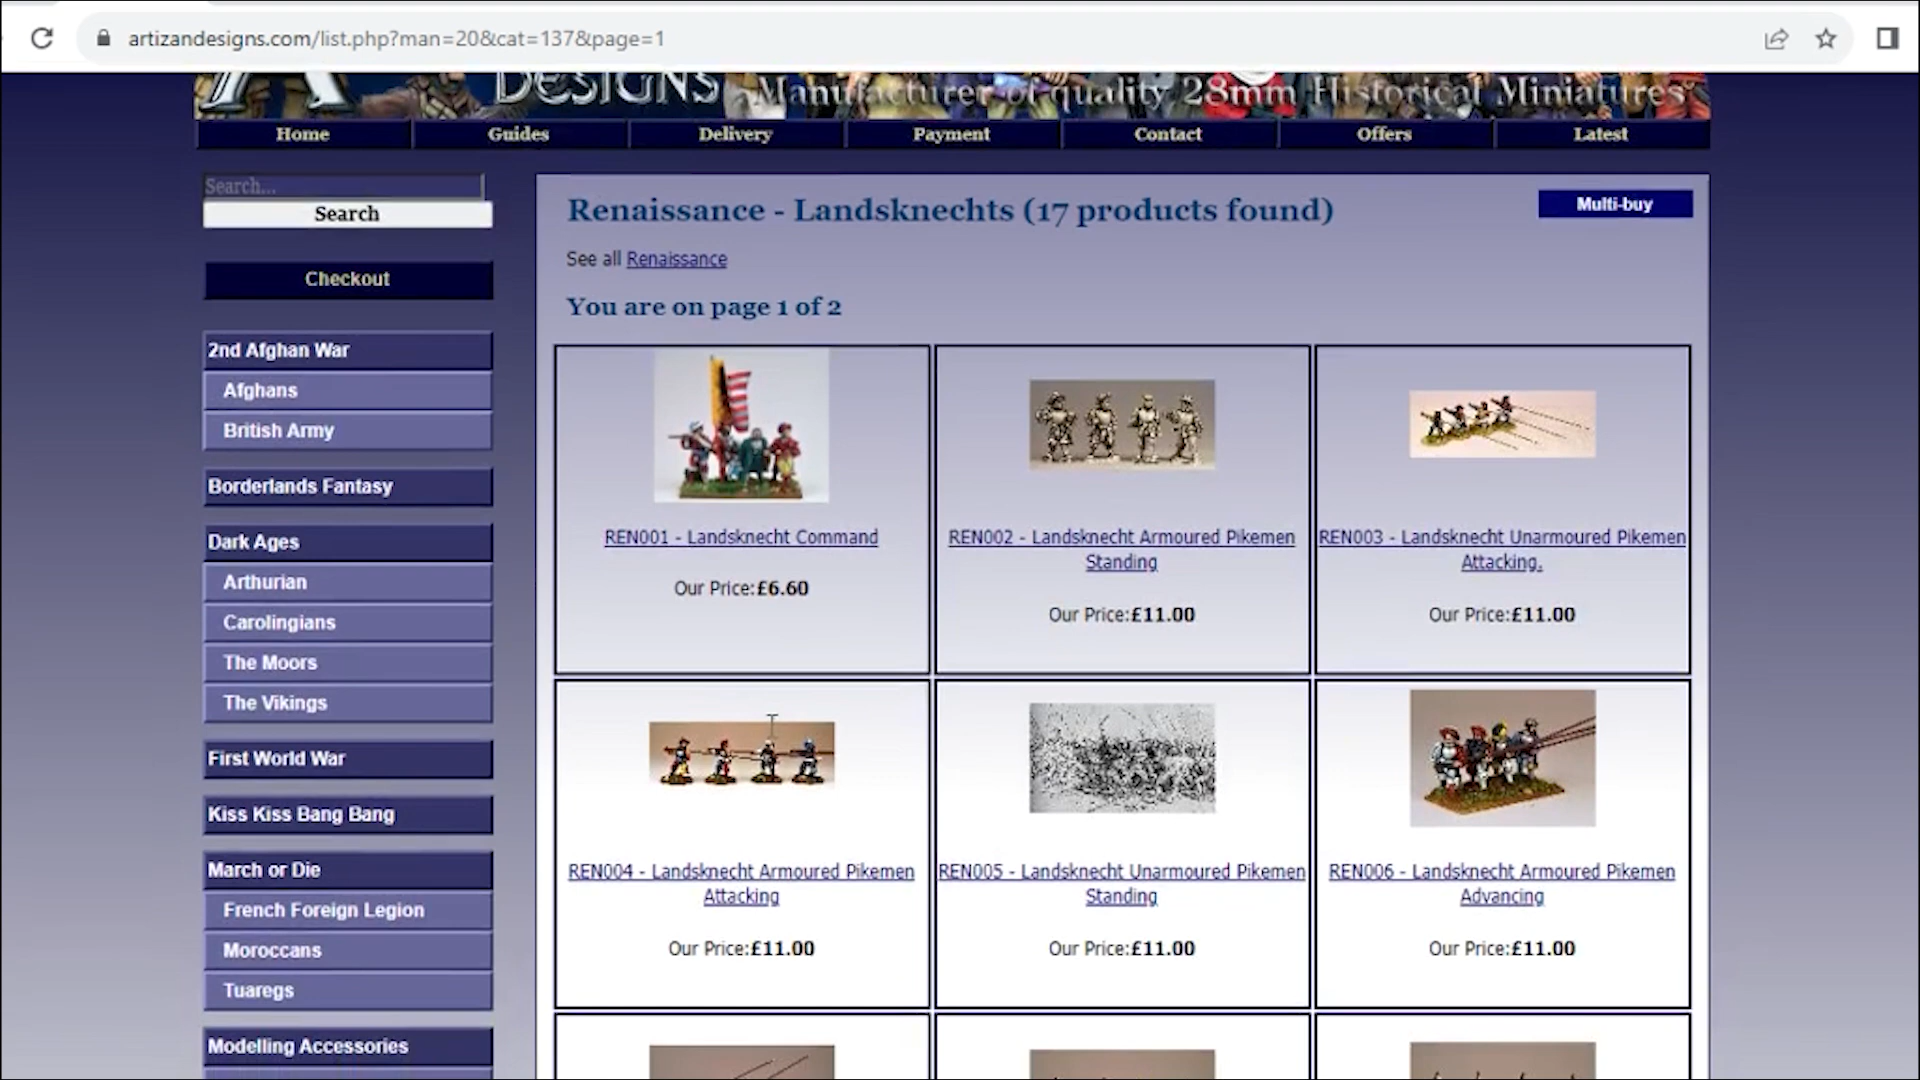 artizandesigns.com/list.php?man=20&cat=137&page=1
DESIGNS Manufacturer of quality 28mm Historical Miniatures
Home Guides Delivery Payment Contact Offers Latest
Search...
Search
Checkout
2nd Afghan War
Afghans
British Army
Borderlands Fantasy
Dark Ages
Arthurian
Carolingians
The Moors
The Vikings
First World War
Kiss Kiss Bang Bang
March or Die
French Foreign Legion
Moroccans
Tuaregs
Modelling Accessories
Renaissance - Landsknechts (17 products found)
Multi-buy
See all Renaissance
You are on page 1 of 2
REN001 - Landsknecht Command
Our Price:£6.60
REN002 - Landsknecht Armoured Pikemen
Standing
Our Price:£11.00
REN003 - Landsknecht Unarmoured Pikemen
Attacking.
Our Price:£11.00
REN004 - Landsknecht Armoured Pikemen
Attacking
Our Price:£11.00
REN005 - Landsknecht Unarmoured Pikemen
Standing
Our Price:£11.00
REN006 - Landsknecht Armoured Pikemen
Advancing
Our Price:£11.00